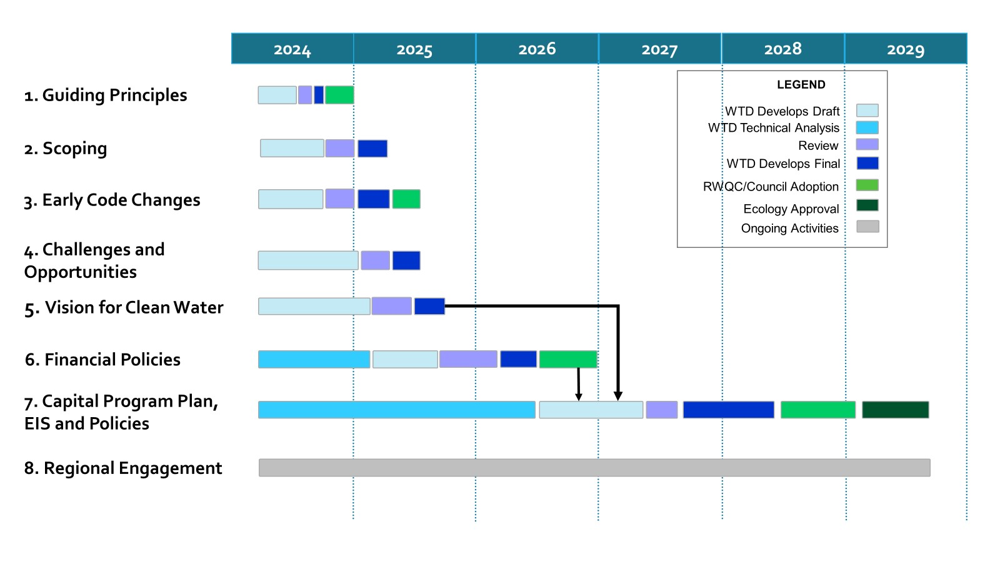 2024 2025 2026 2027 2028 2029
LEGEND
WTD Develops Draft
WTD Technical Analysis
Review
WTD Develops Final
RWQC/Council Adoption
Ecology Approval
Ongoing Activities
1. Guiding Principles
2. Scoping
3. Early Code Changes
4. Challenges and
Opportunities
5. Vision for Clean Water
6. Financial Policies
7. Capital Program Plan,
EIS and Policies
8. Regional Engagement